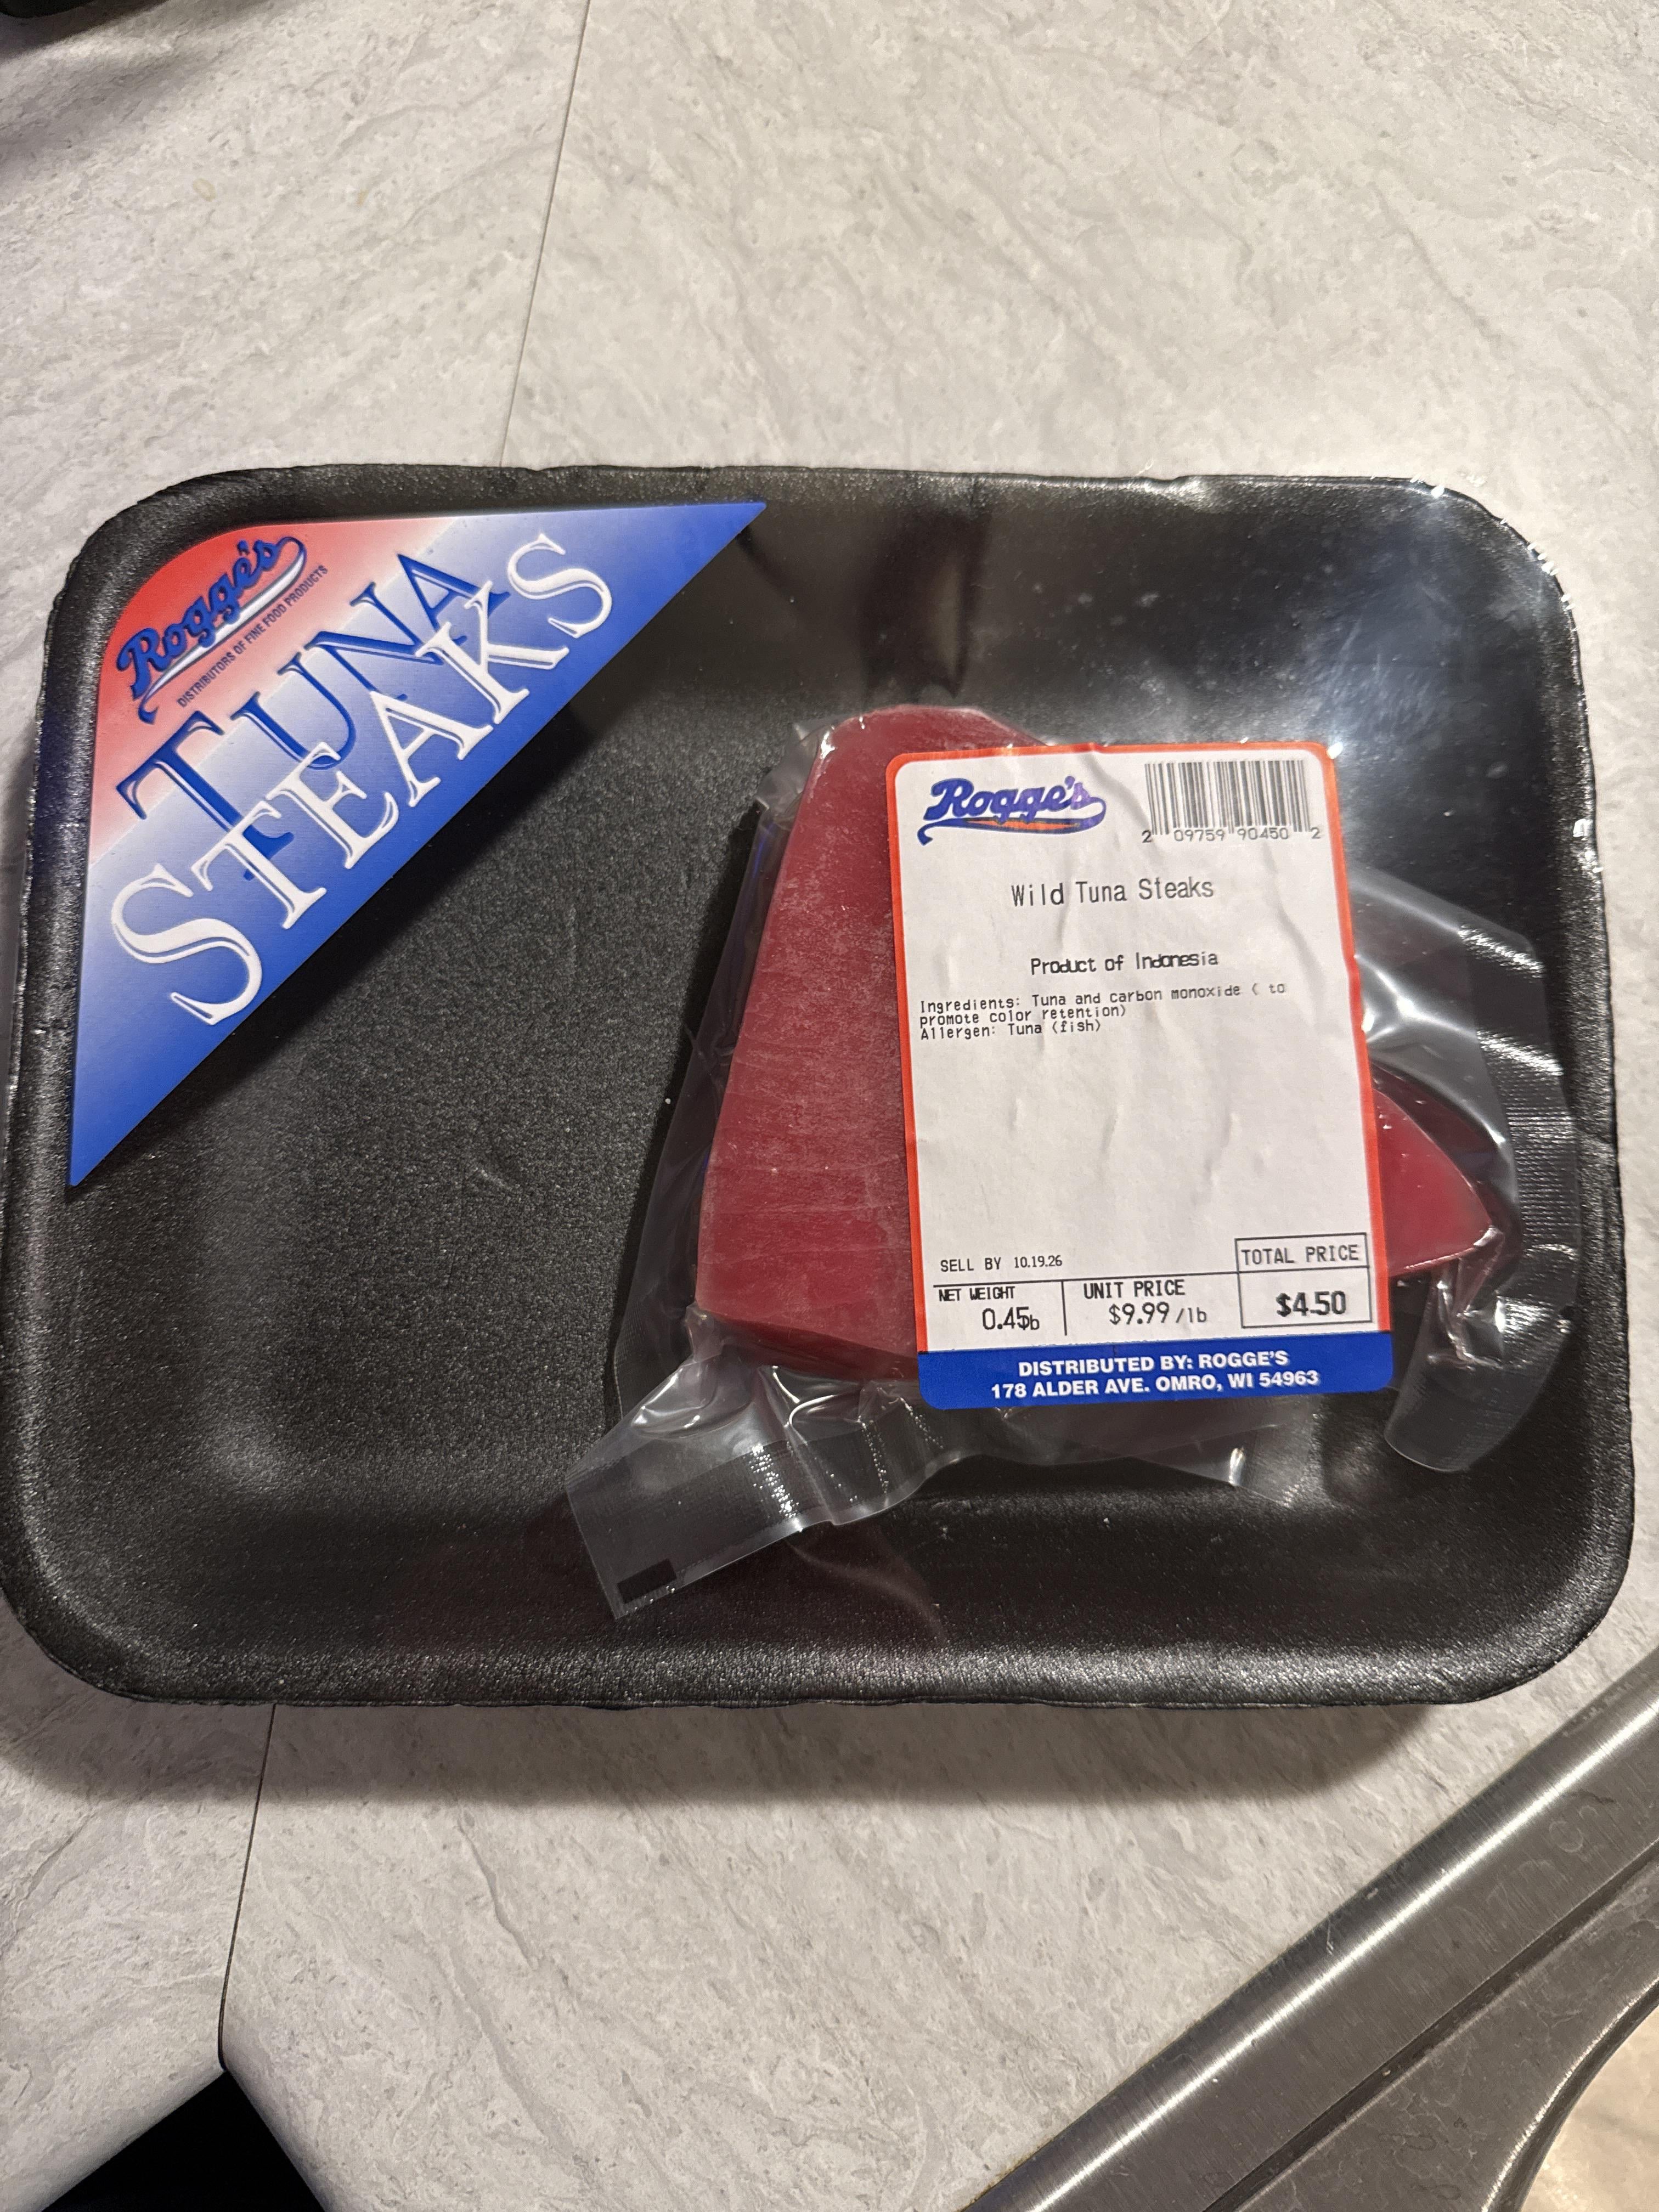 Rogge's
DISTRIBUTORS OF FINE FOOD PRODUCTS
TUNA
STEAKS
Rogge's
2 09759 90450 2
Wild Tuna Steaks
Product of Indonesia
Ingredients: Tuna and carbon monoxide ( to
promote color retention)
Allergen: Tuna (fish)
SELL BY 10.19.26
TOTAL PRICE
NET WEIGHT
UNIT PRICE
0.45lb
$9.99/lb
$4.50
DISTRIBUTED BY: ROGGE'S
178 ALDER AVE. OMRO, WI 54963